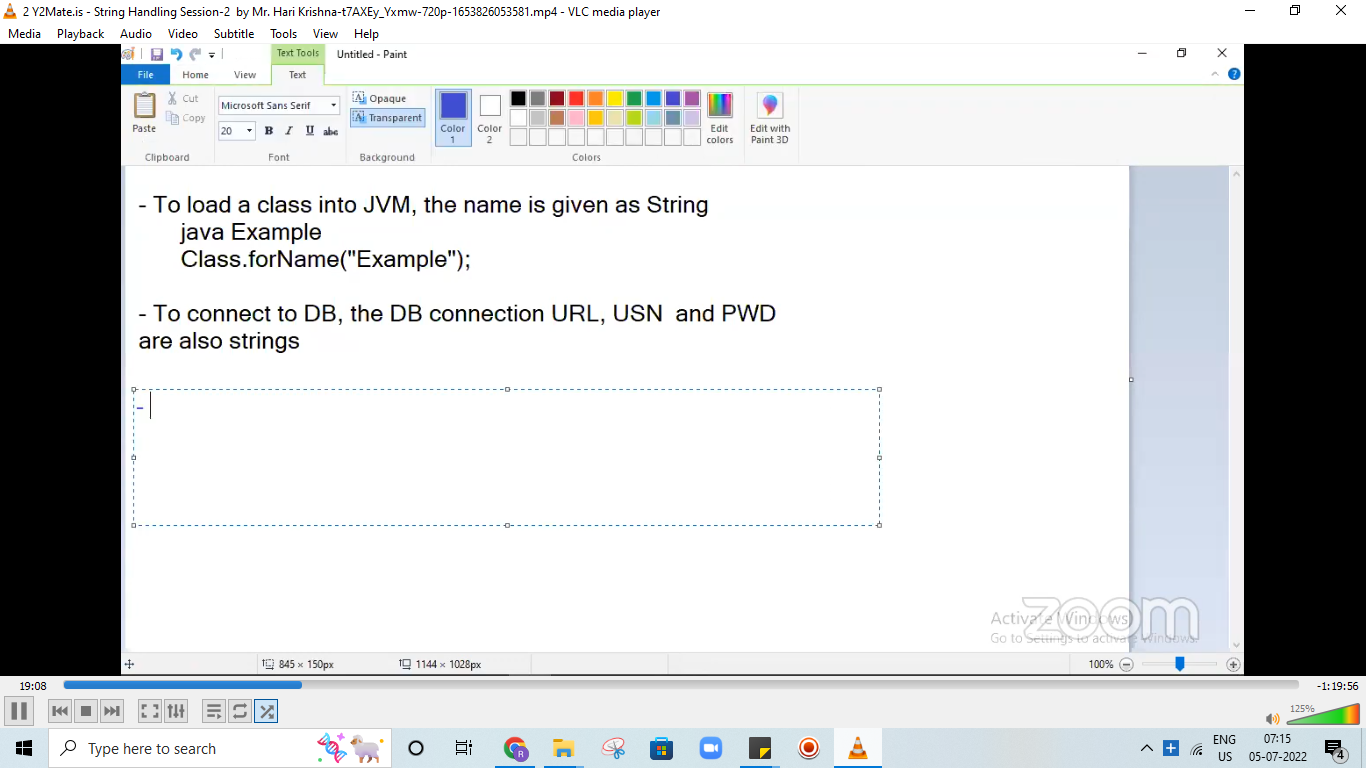 2 Y2Mate.is - String Handling Session-2 by Mr. Hari Krishna-t7AXEy_Yxmw-720p-1653826053581.mp4 - VLC media player
Media Playback Audio Video Subtitle Tools View Help
Text Tools Untitled - Paint
File Home View Text
Paste Cut Copy
Microsoft Sans Serif
20 B I U abc
Opaque
Transparent
Color 1
Color 2
Edit colors
Edit with Paint 3D
Clipboard Font Background Colors
- To load a class into JVM, the name is given as String
java Example
Class.forName("Example");
- To connect to DB, the DB connection URL, USN and PWD
are also strings
-
zoom
Activate Windows
Go to Settings to activate Windows.
845 × 150px 1144 × 1028px 100%
19:08 -1:19:56
125%
Type here to search
ENG
US
07:15
05-07-2022
4